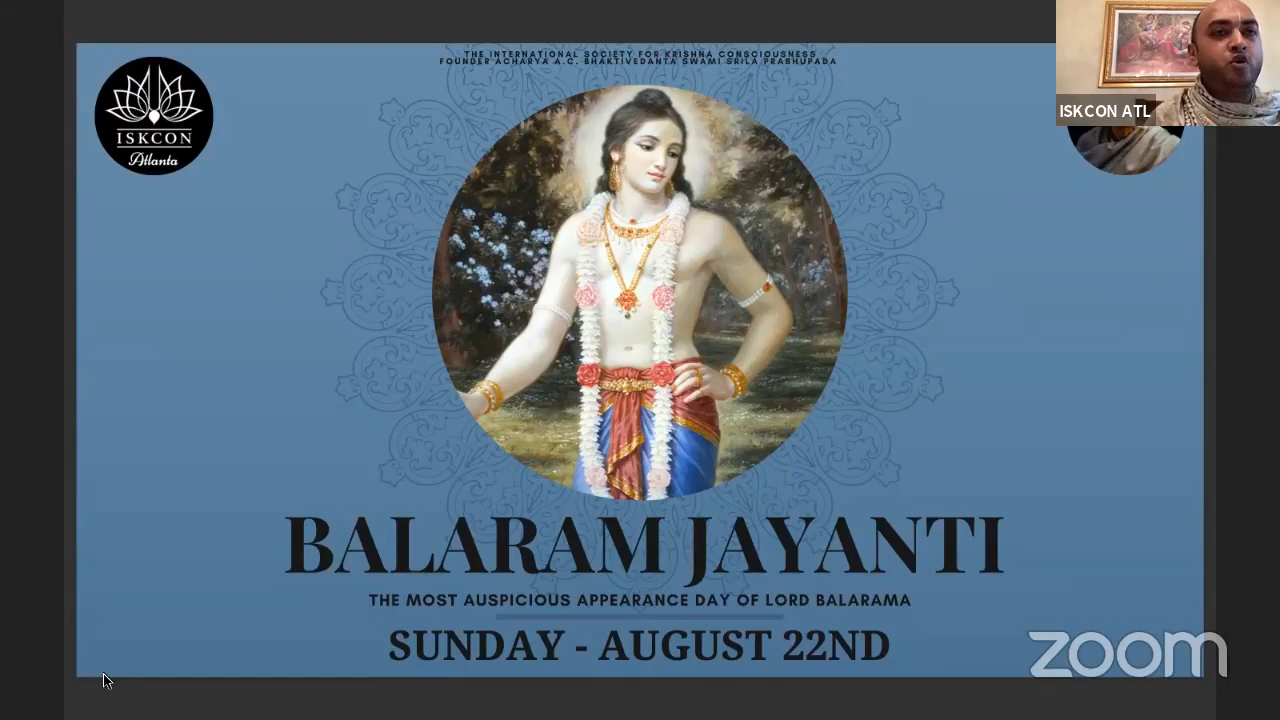 THE INTERNATIONAL SOCIETY FOR KRISHNA CONSCIOUSNESS
FOUNDER ACHARYA A.C. BHAKTIVEDANTA SWAMI SRILA PRABHUPADA
ISKCON
Atlanta
ISKCON ATL
BALARAM JAYANTI
THE MOST AUSPICIOUS APPEARANCE DAY OF LORD BALARAMA
SUNDAY - AUGUST 22ND
zoom